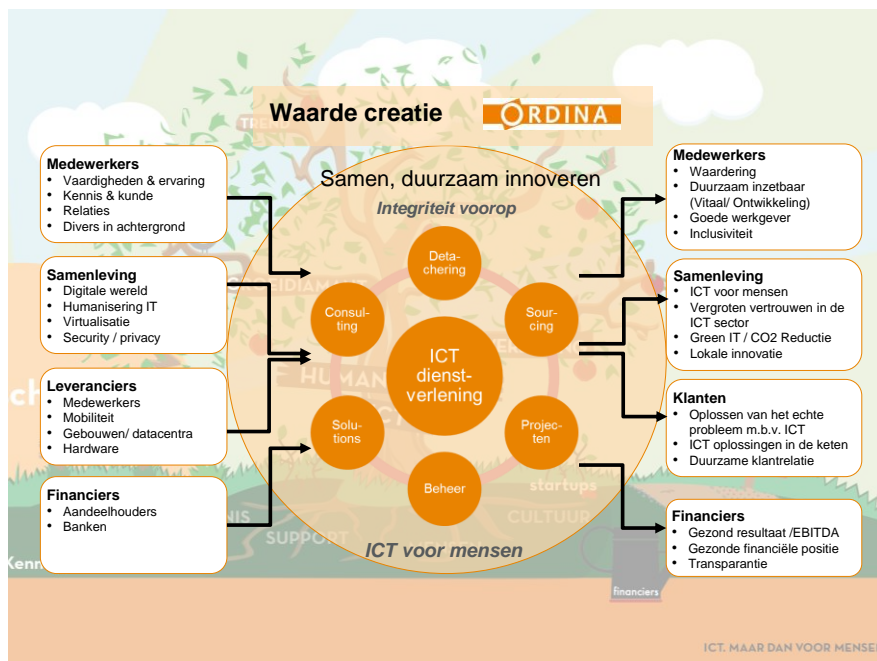 Waarde creatie
ORDINA
TREND
Medewerkers
• Vaardigheden & ervaring
• Kennis & kunde
• Relaties
• Divers in achtergrond
Samenleving
• Digitale wereld
• Humanisering IT
• Virtualisatie
• Security / privacy
Leveranciers
• Medewerkers
• Mobiliteit
• Gebouwen/ datacentra
• Hardware
Financiers
• Aandeelhouders
• Banken
Samen, duurzaam innoveren
Integriteit voorop
Deta-
chering
Consul-
ting
Sour-
cing
ICT
dienst-
verlening
Solu-
tions
Projec-
ten
Beheer
ICT voor mensen
HUMAN
startups
CULTUUR
SUPPORT
Medewerkers
• Waardering
• Duurzaam inzetbaar
(Vitaal/ Ontwikkeling)
• Goede werkgever
• Inclusiviteit
Samenleving
• ICT voor mensen
• Vergroten vertrouwen in de
ICT sector
• Green IT / CO2 Reductie
• Lokale innovatie
Klanten
• Oplossen van het echte
probleem m.b.v. ICT
• ICT oplossingen in de keten
• Duurzame klantrelatie
Financiers
• Gezond resultaat /EBITDA
• Gezonde financiële positie
• Transparantie
financiers
ICT. MAAR DAN VOOR MENSE